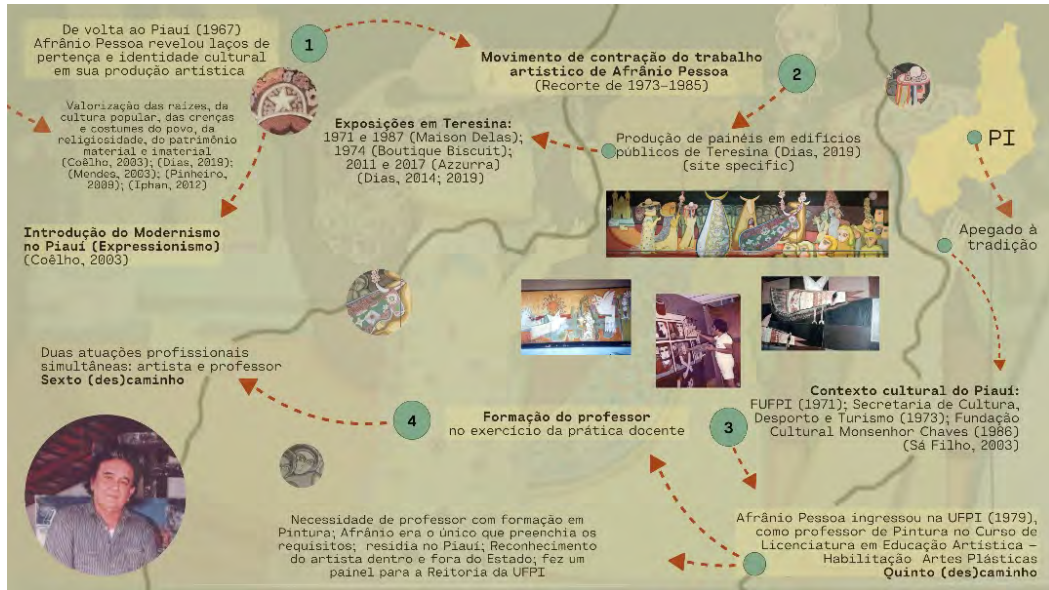 De volta ao Piauí (1967)
Afrânio Pessoa revelou laços de
pertença e identidade cultural
em sua produção artística
1
Valorização das raízes, da
cultura popular, das crenças
e costumes do povo, da
religiosidade, do patrimônio
material e imaterial
(Coêlho, 2003); (Dias, 2019);
(Mendes, 2003); (Pinheiro,
2009); (Iphan, 2012)
Introdução do Modernismo
no Piauí (Expressionismo)
(Coêlho, 2003)
Movimento de contração do trabalho
artístico de Afrânio Pessoa
(Recorte de 1973–1985)
2
Exposições em Teresina:
1971 e 1987 (Maison Delas);
1974 (Boutique Biscuit);
2011 e 2017 (Azzurra)
(Dias, 2014; 2019)
Produção de painéis em edifícios
públicos de Teresina (Dias, 2019)
(site specific)
PI
Apegado à
tradição
Contexto cultural do Piauí:
FUFPI (1971); Secretaria de Cultura,
Desporto e Turismo (1973); Fundação
Cultural Monsenhor Chaves (1986)
(Sá Filho, 2003)
3
Afrânio Pessoa ingressou na UFPI (1979),
como professor de Pintura no Curso de
Licenciatura em Educação Artística –
Habilitação Artes Plásticas
Quinto (des)caminho
Formação do professor
no exercício da prática docente
4
Duas atuações profissionais
simultâneas: artista e professor
Sexto (des)caminho
Necessidade de professor com formação em
Pintura; Afrânio era o único que preenchia os
requisitos; residia no Piauí; Reconhecimento
do artista dentro e fora do Estado; fez um
painel para a Reitoria da UFPI